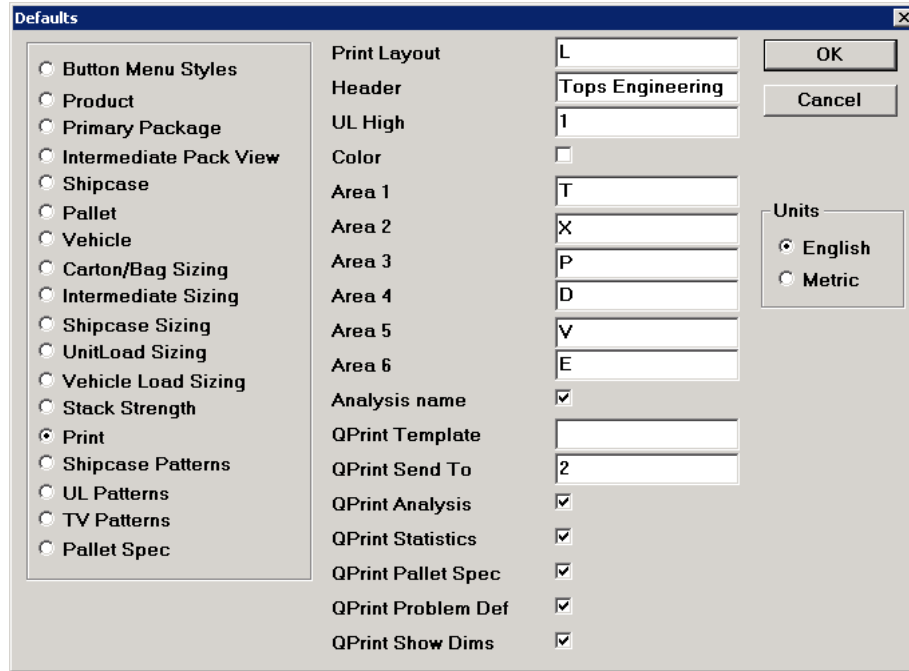 Defaults
Button Menu Styles
Product
Primary Package
Intermediate Pack View
Shipcase
Pallet
Vehicle
Carton/Bag Sizing
Intermediate Sizing
Shipcase Sizing
UnitLoad Sizing
Vehicle Load Sizing
Stack Strength
Print
Shipcase Patterns
UL Patterns
TV Patterns
Pallet Spec
Print Layout L
Header Tops Engineering
UL High 1
Color
Area 1 T
Area 2 X
Area 3 P
Area 4 D
Area 5 V
Area 6 E
Analysis name
QPrint Template
QPrint Send To 2
QPrint Analysis
QPrint Statistics
QPrint Pallet Spec
QPrint Problem Def
QPrint Show Dims
OK
Cancel
Units
English
Metric